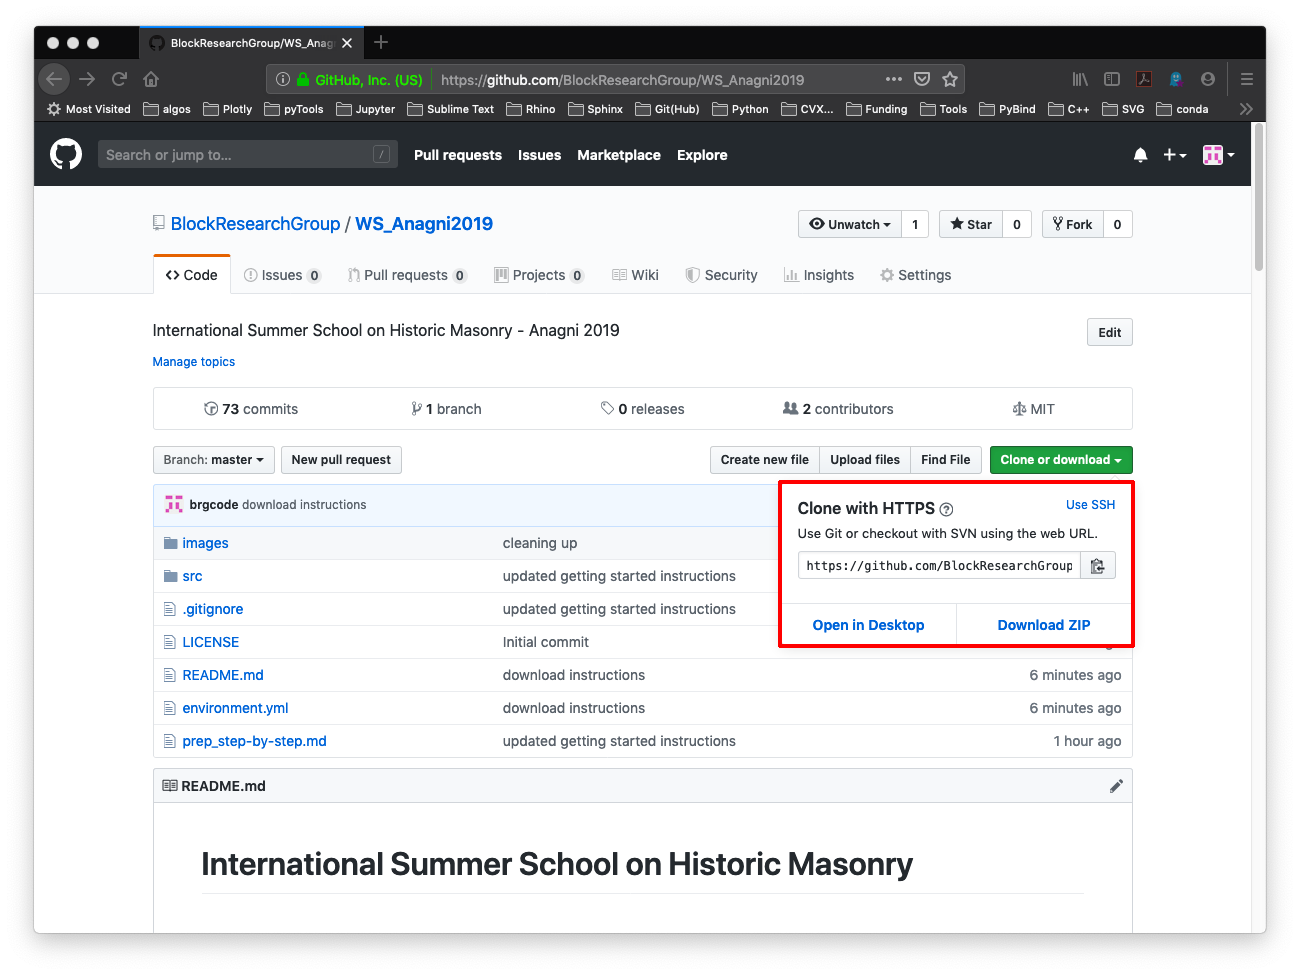 BlockResearchGroup/WS_Anag
GitHub, Inc. (US) https://github.com/BlockResearchGroup/WS_Anagni2019
Most Visited algos Plotly pyTools Jupyter Sublime Text Rhino Sphinx Git(Hub) Python CVX... Funding Tools PyBind C++ SVG conda
Search or jump to... / Pull requests Issues Marketplace Explore
BlockResearchGroup / WS_Anagni2019 Unwatch 1 Star 0 Fork 0
Code Issues 0 Pull requests 0 Projects 0 Wiki Security Insights Settings
International Summer School on Historic Masonry - Anagni 2019 Edit
Manage topics
73 commits 1 branch 0 releases 2 contributors MIT
Branch: master New pull request Create new file Upload files Find File Clone or download
brgcode download instructions
Clone with HTTPS Use SSH
Use Git or checkout with SVN using the web URL.
https://github.com/BlockResearchGroup
Open in Desktop Download ZIP
images cleaning up
src updated getting started instructions
.gitignore updated getting started instructions
LICENSE Initial commit
README.md download instructions 6 minutes ago
environment.yml download instructions 6 minutes ago
prep_step-by-step.md updated getting started instructions 1 hour ago
README.md
International Summer School on Historic Masonry